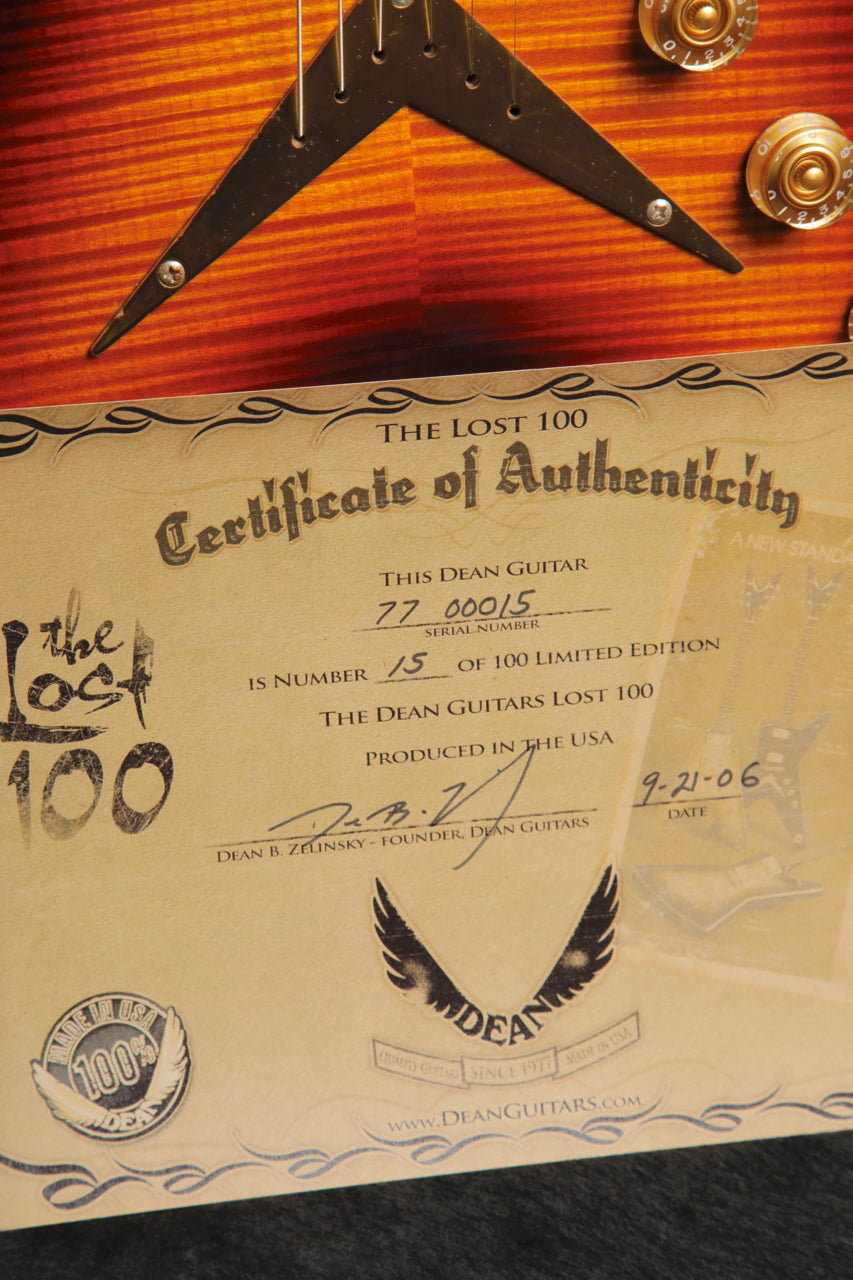 THE LOST 100
Certificate of Authenticity
A NEW STANDA
THIS DEAN GUITAR
77 00015
SERIAL NUMBER
IS NUMBER 15 OF 100 LIMITED EDITION
THE DEAN GUITARS LOST 100
PRODUCED IN THE USA
the
Lost
100
9-21-06
DEAN B. ZELINSKY - FOUNDER, DEAN GUITARS
DATE
DEAN
QUALITY GUITARS SINCE 1977 MADE IN USA
MADE IN USA
100%
DEAN
WWW.DEANGUITARS.COM